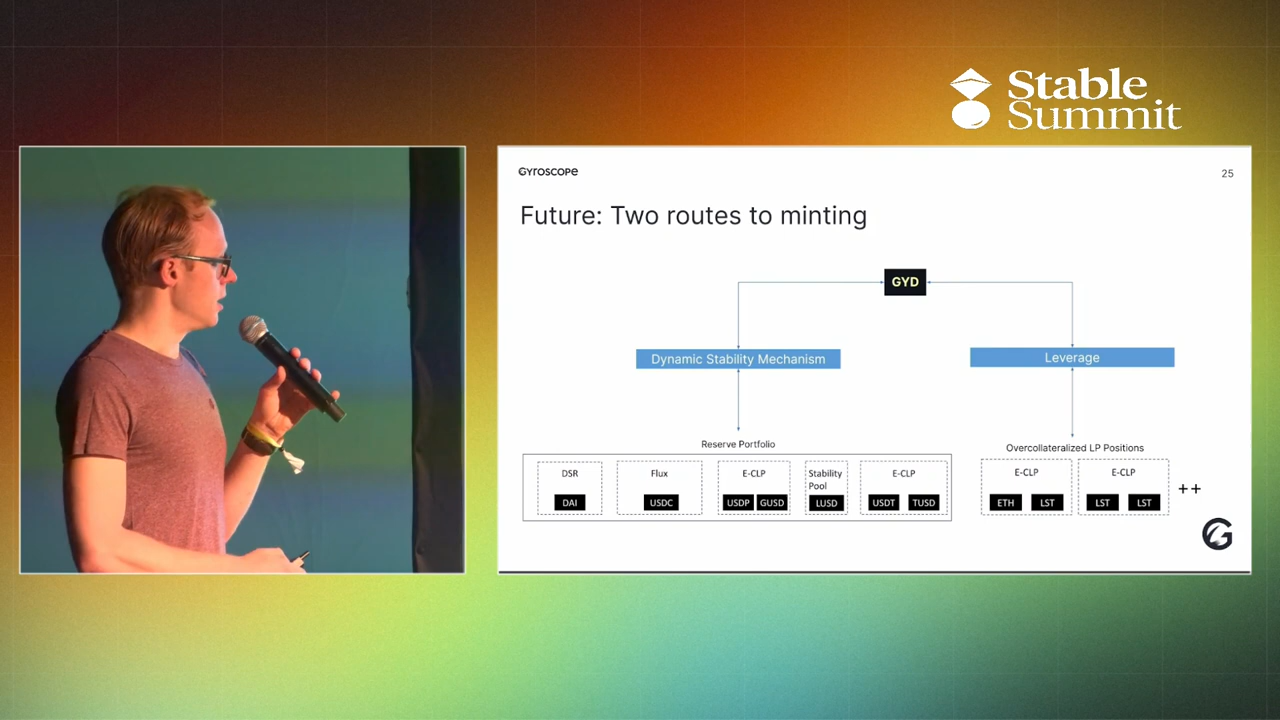 Stable
Summit
GYROSCOPE
25
Future: Two routes to minting
GYD
Dynamic Stability Mechanism
Leverage
Reserve Portfolio
Overcollateralized LP Positions
DSR
Flux
E-CLP
Stability
Pool
E-CLP
E-CLP
E-CLP
DAI
USDC
USDP
GUSD
LUSD
USDT
TUSD
ETH
LST
LST
LST
++